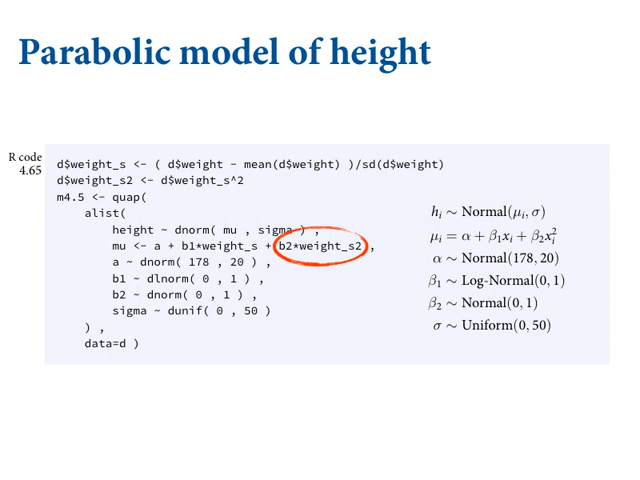 Parabolic model of height
R code
4.65
d$weight_s <- ( d$weight - mean(d$weight) )/sd(d$weight)
d$weight_s2 <- d$weight_s^2
m4.5 <- quap(
alist(
height ~ dnorm( mu , sigma ) ,
mu <- a + b1*weight_s + b2*weight_s2 ,
a ~ dnorm( 178 , 20 ) ,
b1 ~ dlnorm( 0 , 1 ) ,
b2 ~ dnorm( 0 , 1 ) ,
sigma ~ dunif( 0 , 50 )
) ,
data=d )
hᵢ ∼ Normal(μᵢ, σ)
μᵢ = α + β₁xᵢ + β₂xᵢ²
α ∼ Normal(178, 20)
β₁ ∼ Log-Normal(0, 1)
β₂ ∼ Normal(0, 1)
σ ∼ Uniform(0, 50)